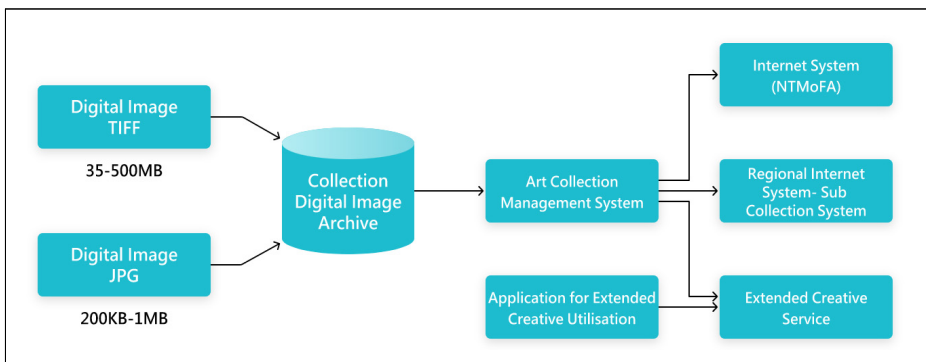 Digital Image
TIFF
35-500MB
Digital Image
JPG
200KB-1MB
Collection
Digital Image
Archive
Art Collection
Management System
Application for Extended
Creative Utilisation
Internet System
(NTMoFA)
Regional Internet
System- Sub
Collection System
Extended Creative
Service